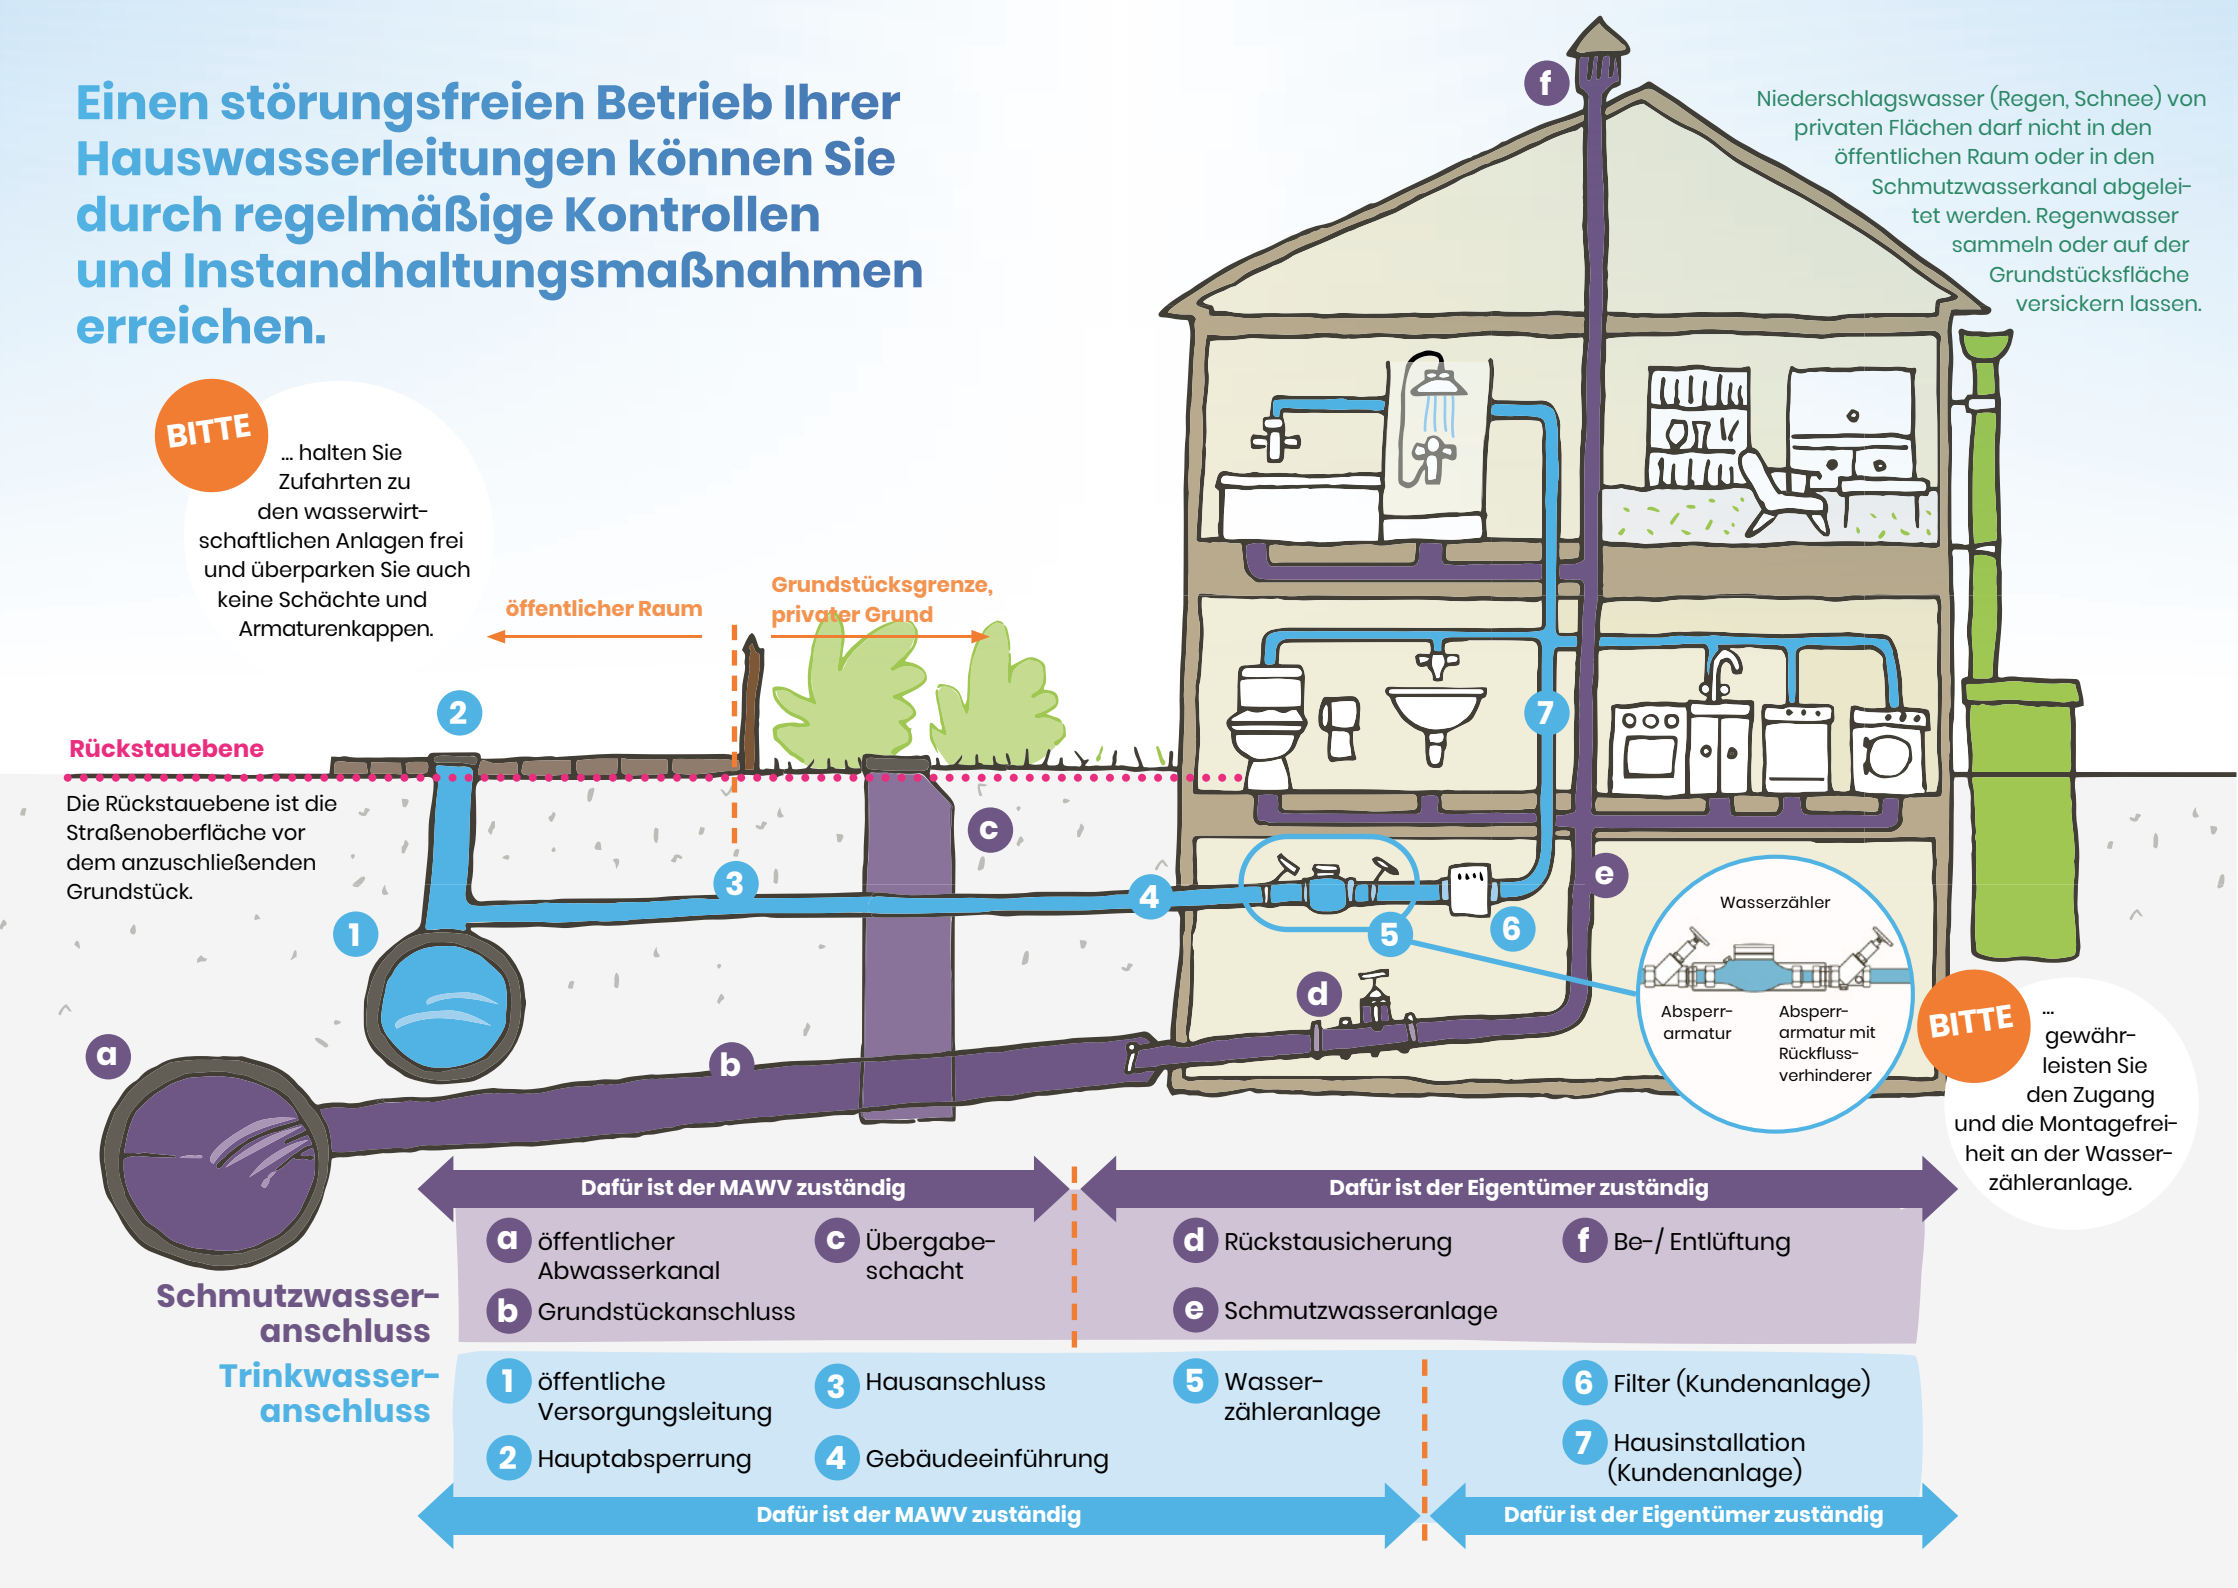 Einen störungsfreien Betrieb Ihrer
Hauswasserleitungen können Sie
durch regelmäßige Kontrollen
und Instandhaltungsmaßnahmen
erreichen.
f
Niederschlagswasser (Regen, Schnee) von
privaten Flächen darf nicht in den
öffentlichen Raum oder in den
Schmutzwasserkanal abgelei-
tet werden. Regenwasser
sammeln oder auf der
Grundstücksfläche
versickern lassen.
BITTE
... halten Sie
Zufahrten zu
den wasserwirt-
schaftlichen Anlagen frei
und überparken Sie auch
keine Schächte und
Armaturenkappen.
öffentlicher Raum
Grundstücksgrenze,
privater Grund
2
7
Rückstauebene
Die Rückstauebene ist die
Straßenoberfläche vor
dem anzuschließenden
Grundstück.
c
3
4
e
1
5
6
d
a
b
Wasserzähler
Absperr-
armatur
Absperr-
armatur mit
Rückfluss-
verhinderer
BITTE
...
gewähr-
leisten Sie
den Zugang
und die Montagefrei-
heit an der Wasser-
zähleranlage.
Dafür ist der MAWV zuständig
Dafür ist der Eigentümer zuständig
Schmutzwasser-
anschluss
a öffentlicher
Abwasserkanal
b Grundstückanschluss
c Übergabe-
schacht
d Rückstausicherung
e Schmutzwasseranlage
f Be-/ Entlüftung
Trinkwasser-
anschluss
1 öffentliche
Versorgungsleitung
2 Hauptabsperrung
3 Hausanschluss
4 Gebäudeeinführung
5 Wasser-
zähleranlage
6 Filter (Kundenanlage)
7 Hausinstallation
(Kundenanlage)
Dafür ist der MAWV zuständig
Dafür ist der Eigentümer zuständig